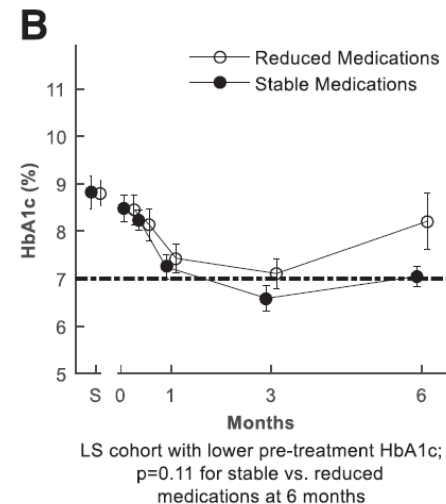 B
Reduced Medications
Stable Medications
11
10
9
8
7
6
5
HbA1c (%)
S 0 1 3 6
Months
LS cohort with lower pre-treatment HbA1c;
p=0.11 for stable vs. reduced
medications at 6 months